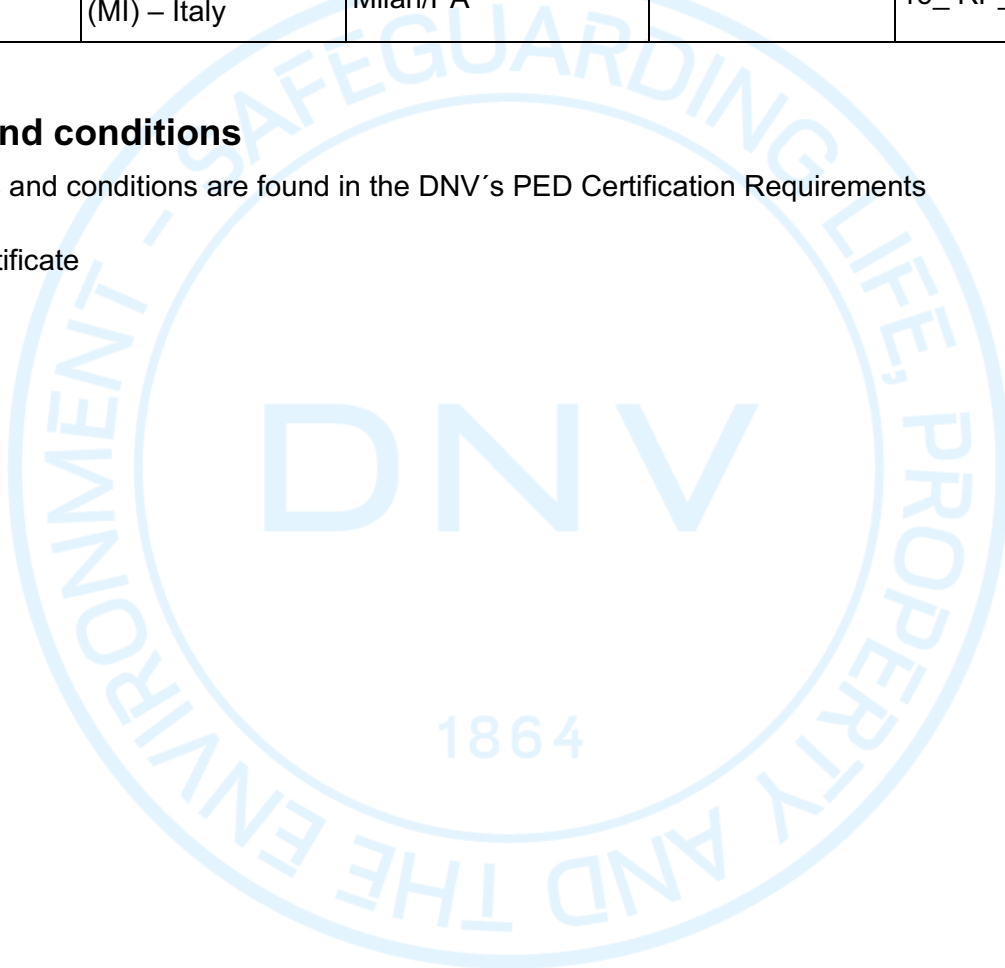 (MI) – Italy
nd conditions
and conditions are found in the DNV´s PED Certification Requirements
tificate
SAFEGUARDING LIFE, PROPERTY AND THE ENVIRONMENT -
DNV
1864